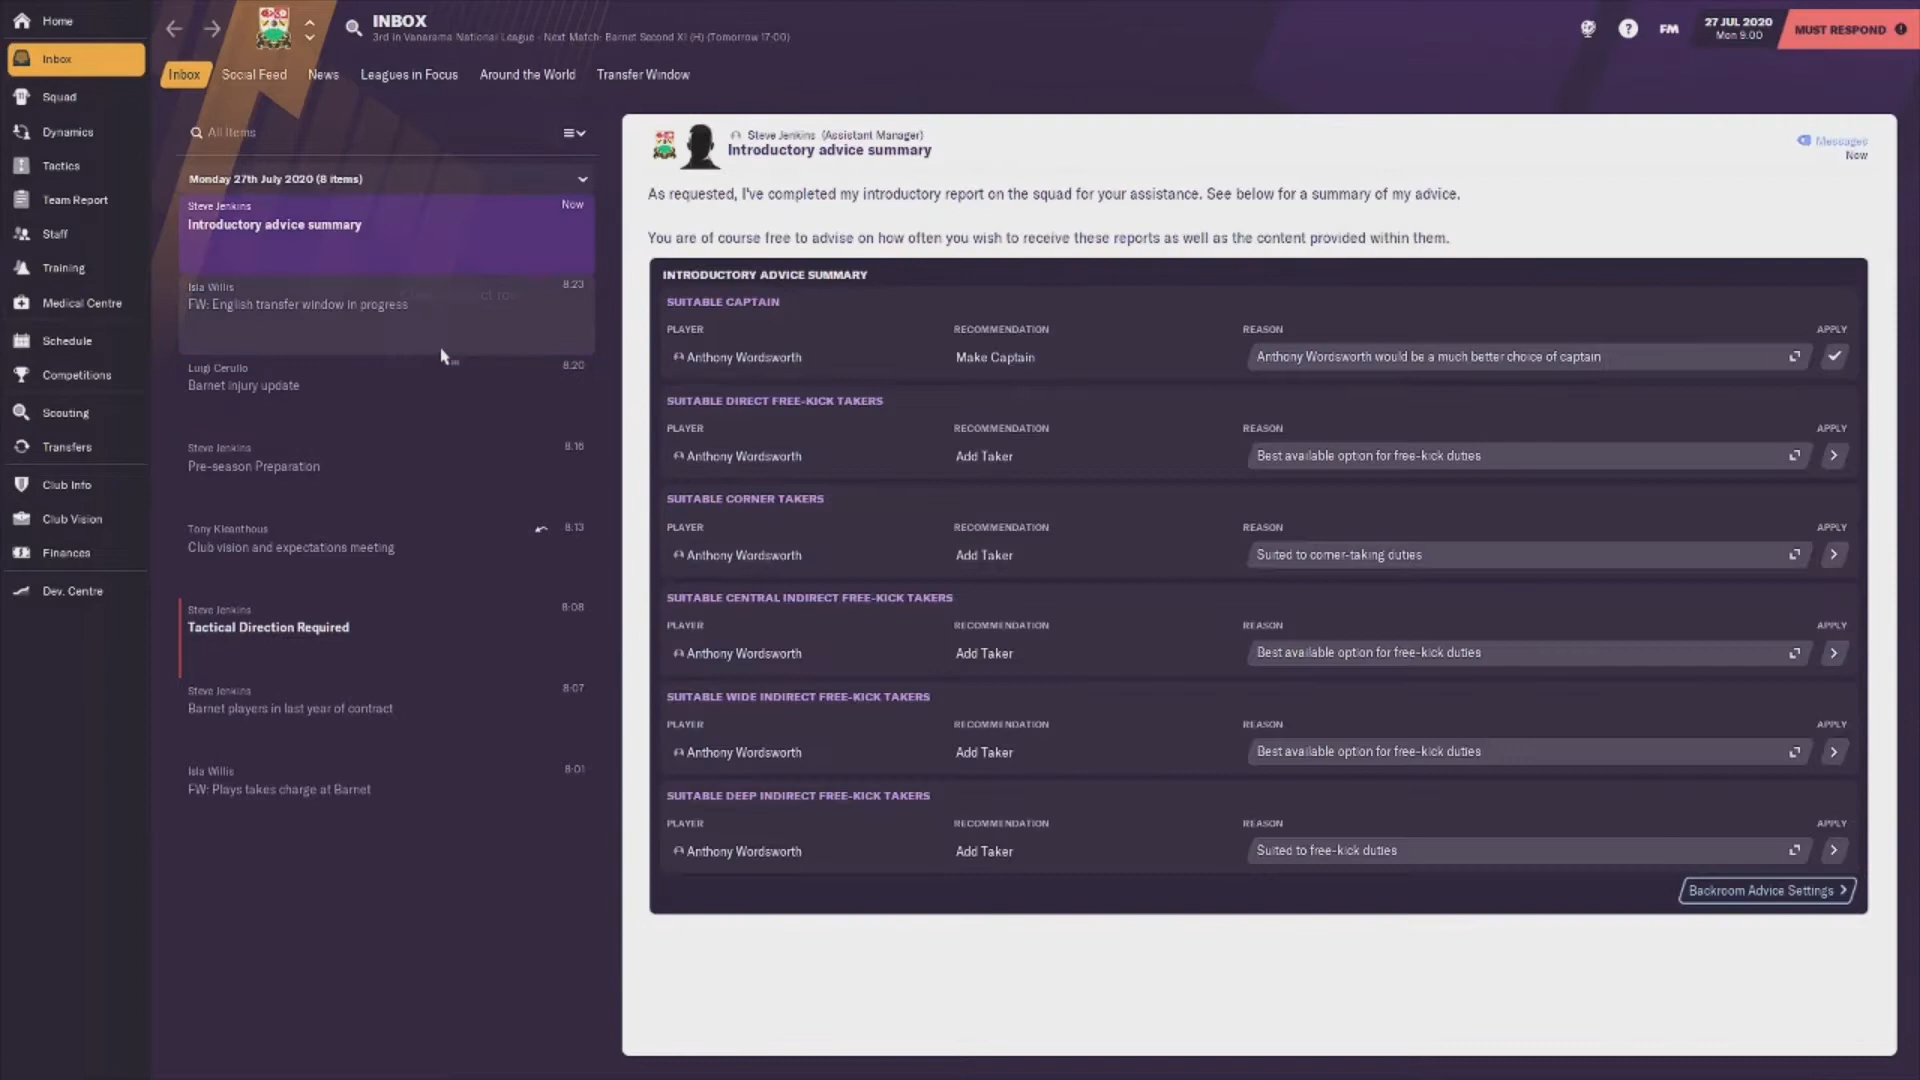 Home
Inbox
Squad
Dynamics
Tactics
Team Report
Staff
Training
Medical Centre
Schedule
Competitions
Scouting
Transfers
Club Info
Club Vision
Finances
Dev. Centre
INBOX
3rd in Vanarama National League - Next Match: Barnet Second XI (H) (Tomorrow 17:00)
FM
27 JUL 2020
Mon 9:00
MUST RESPOND
Inbox Social Feed News Leagues in Focus Around the World Transfer Window
All Items
Monday 27th July 2020 (8 items)
Steve Jenkins Now
Introductory advice summary
Isla Willis 8:23
FW: English transfer window in progress
Luigi Cerullo 8:20
Barnet injury update
Steve Jenkins 8:16
Pre-season Preparation
Tony Kleanthous 8:13
Club vision and expectations meeting
Steve Jenkins 8:08
Tactical Direction Required
Steve Jenkins 8:07
Barnet players in last year of contract
Isla Willis 8:01
FW: Plays takes charge at Barnet
Steve Jenkins (Assistant Manager)
Introductory advice summary
Messages
Now
As requested, I've completed my introductory report on the squad for your assistance. See below for a summary of my advice.
You are of course free to advise on how often you wish to receive these reports as well as the content provided within them.
INTRODUCTORY ADVICE SUMMARY
SUITABLE CAPTAIN
PLAYER RECOMMENDATION REASON APPLY
Anthony Wordsworth Make Captain Anthony Wordsworth would be a much better choice of captain
SUITABLE DIRECT FREE-KICK TAKERS
PLAYER RECOMMENDATION REASON APPLY
Anthony Wordsworth Add Taker Best available option for free-kick duties
SUITABLE CORNER TAKERS
PLAYER RECOMMENDATION REASON APPLY
Anthony Wordsworth Add Taker Suited to corner-taking duties
SUITABLE CENTRAL INDIRECT FREE-KICK TAKERS
PLAYER RECOMMENDATION REASON APPLY
Anthony Wordsworth Add Taker Best available option for free-kick duties
SUITABLE WIDE INDIRECT FREE-KICK TAKERS
PLAYER RECOMMENDATION REASON APPLY
Anthony Wordsworth Add Taker Best available option for free-kick duties
SUITABLE DEEP INDIRECT FREE-KICK TAKERS
PLAYER RECOMMENDATION REASON APPLY
Anthony Wordsworth Add Taker Suited to free-kick duties
Backroom Advice Settings